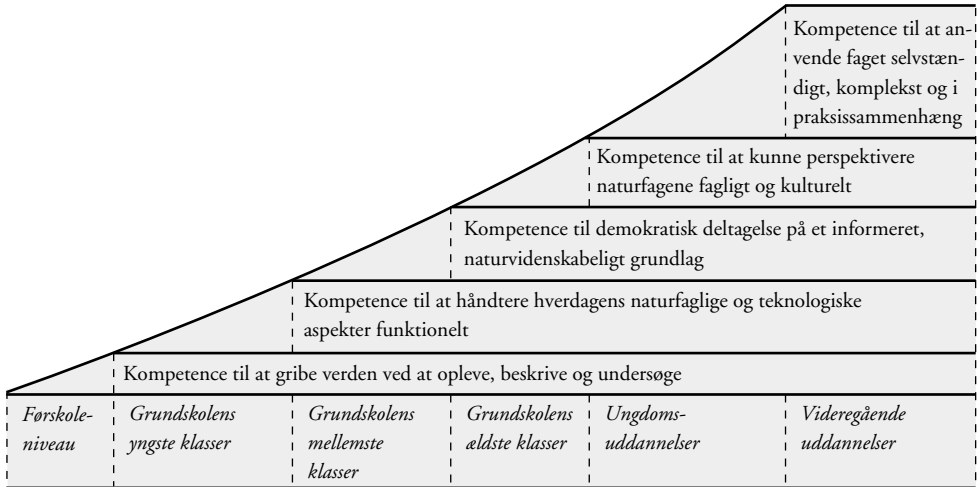 Kompetence til at an-
vende faget selvstæn-
digt, komplekst og i
praksissammenhæng
Kompetence til at kunne perspektivere
naturfagene fagligt og kulturelt
Kompetence til demokratisk deltagelse på et informeret,
naturvidenskabeligt grundlag
Kompetence til at håndtere hverdagens naturfaglige og teknologiske
aspekter funktionelt
Kompetence til at gribe verden ved at opleve, beskrive og undersøge
Førskole-
niveau
Grundskolens
yngste klasser
Grundskolens
mellemste
klasser
Grundskolens
ældste klasser
Ungdoms-
uddannelser
Videregående
uddannelser